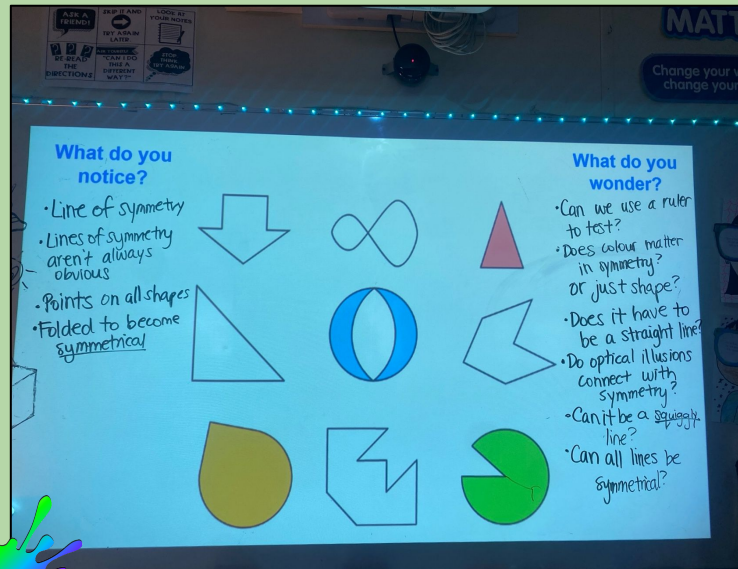 ASK A
FRIEND!
SKIP IT AND
TRY AGAIN
LATER
LOOK AT
YOUR NOTES
RE-READ
THE
DIRECTIONS
"CAN I DO
THIS A
DIFFERENT
WAY?"
STOP
THINK
TRY AGAIN
MATT
Change your
change your
What do you
notice?
•Line of symmetry
•Lines of symmetry
aren't always
obvious
•Points on all shapes
•Folded to become
symmetrical
What do you
wonder?
•Can we use a ruler
to test?
•Does colour matter
in symmetry?
or just shape?
•Does it have to
be a straight line?
•Do optical illusions
connect with
symmetry?
•Can it be a squiggly
line?
•Can all lines be
symmetrical?